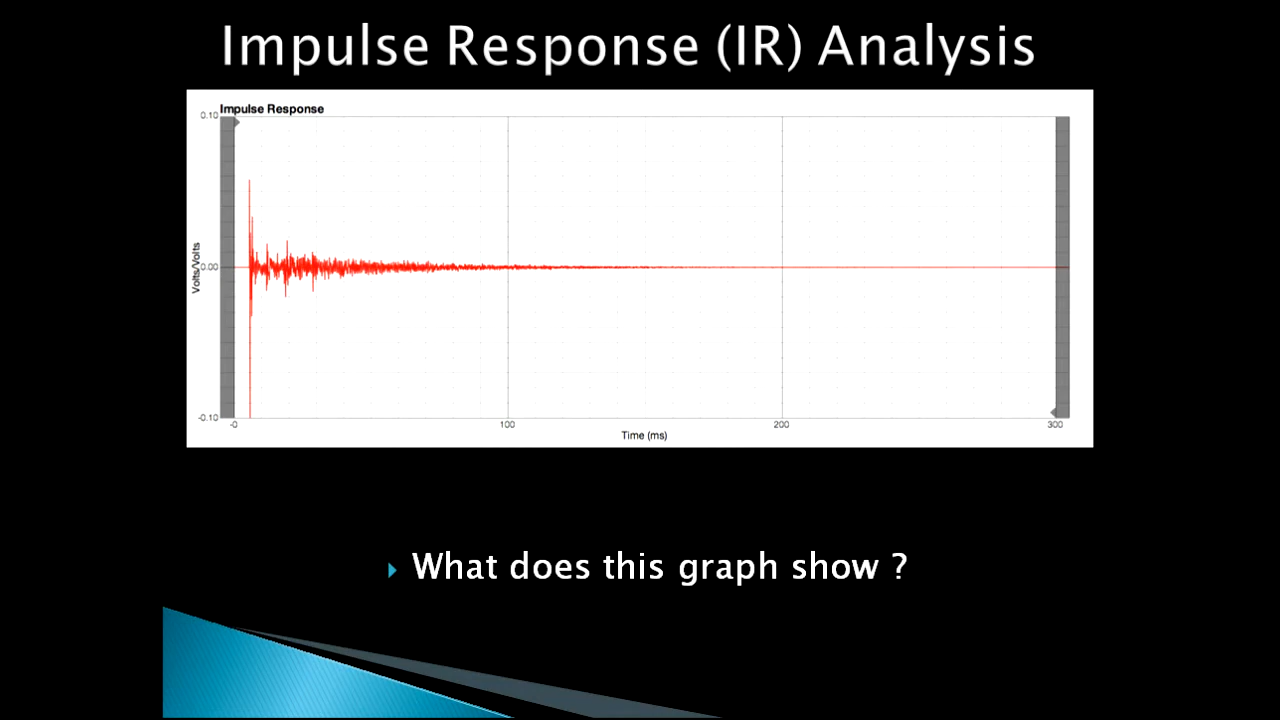 Impulse Response (IR) Analysis
Impulse Response
0.10
Volts/Volts
0.00
-0.10
-0 100 200 300
Time (ms)
What does this graph show ?